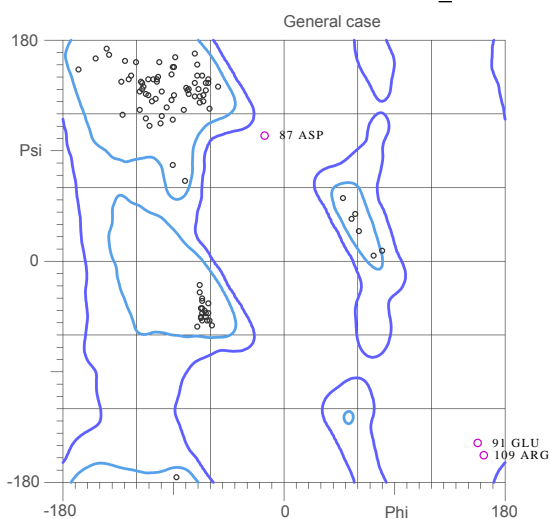 General case
180
Psi
87 ASP
0
91 GLU
109 ARG
-180
-180
0
Phi
180